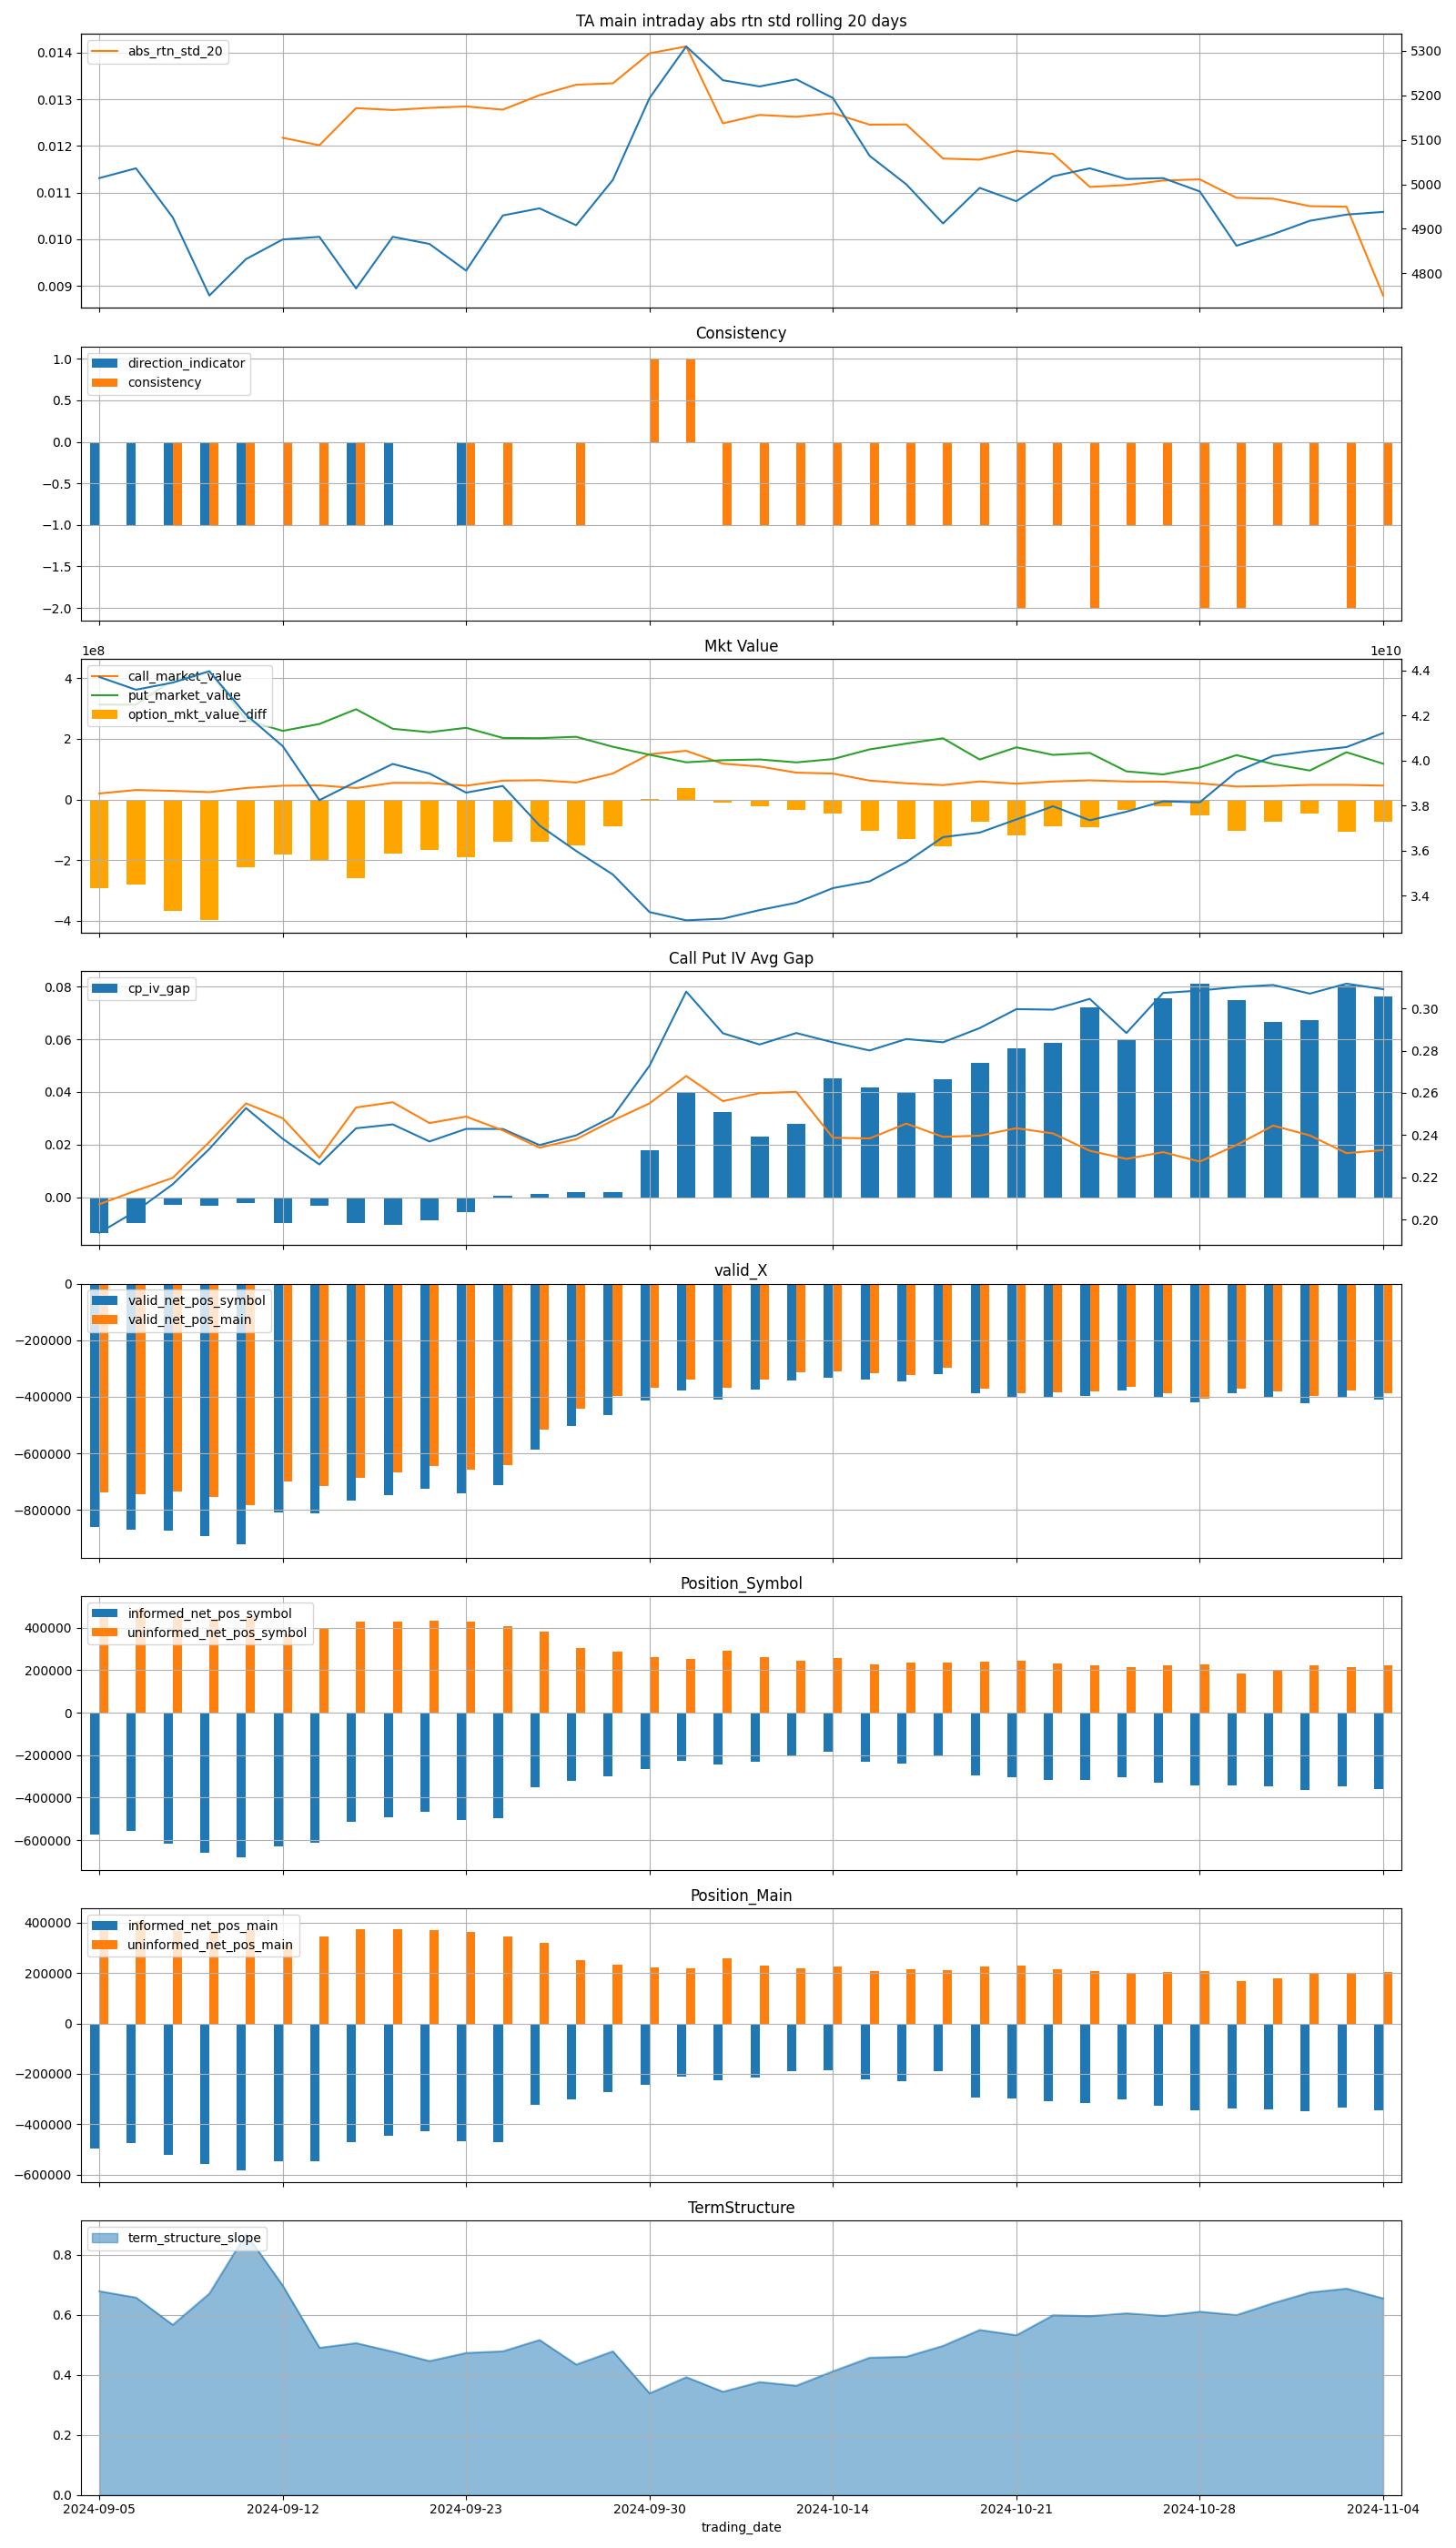 TA main intraday abs rtn std rolling 20 days
abs_rtn_std_20
0.014
0.013
0.012
0.011
0.010
0.009
5300
5200
5100
5000
4900
4800
Consistency
direction_indicator
consistency
1.0
0.5
0.0
−0.5
−1.0
−1.5
−2.0
Mkt Value
1e8
1e10
call_market_value
put_market_value
option_mkt_value_diff
4
2
0
−2
−4
4.4
4.2
4.0
3.8
3.6
3.4
Call Put IV Avg Gap
cp_iv_gap
0.08
0.06
0.04
0.02
0.00
0.30
0.28
0.26
0.24
0.22
0.20
valid_X
valid_net_pos_symbol
valid_net_pos_main
0
−200000
−400000
−600000
−800000
Position_Symbol
informed_net_pos_symbol
uninformed_net_pos_symbol
400000
200000
0
−200000
−400000
−600000
Position_Main
informed_net_pos_main
uninformed_net_pos_main
400000
200000
0
−200000
−400000
−600000
TermStructure
term_structure_slope
0.8
0.6
0.4
0.2
0.0
2024-09-05
2024-09-12
2024-09-23
2024-09-30
2024-10-14
2024-10-21
2024-10-28
2024-11-04
trading_date